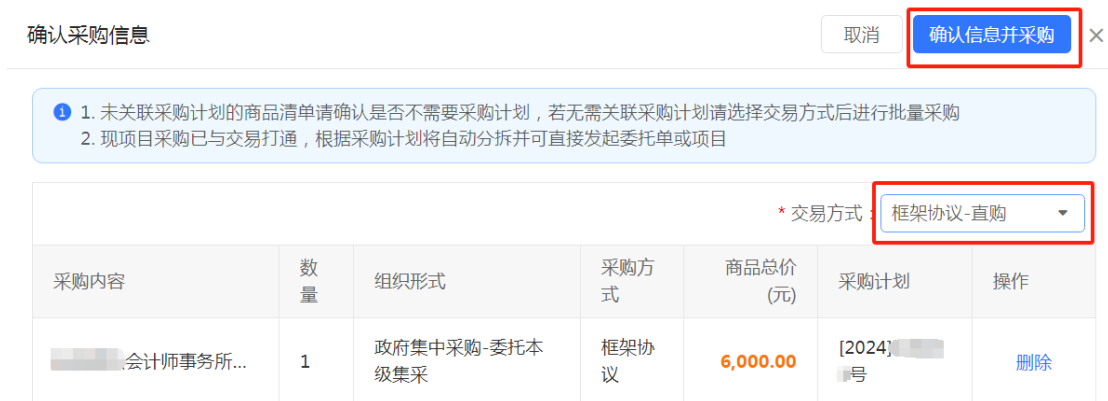 确认采购信息
取消
确认信息并采购
1. 未关联采购计划的商品清单请确认是否不需要采购计划，若无需关联采购计划请选择交易方式后进行批量采购
2. 现项目采购已与交易打通，根据采购计划将自动分拆并可直接发起委托单或项目
* 交易方式：
框架协议-直购
采购内容
数
量
组织形式
采购方
式
商品总价
(元)
采购计划
操作
会计师事务所...
1
政府集中采购-委托本
级集采
框架协
议
6,000.00
[2024]
号
删除